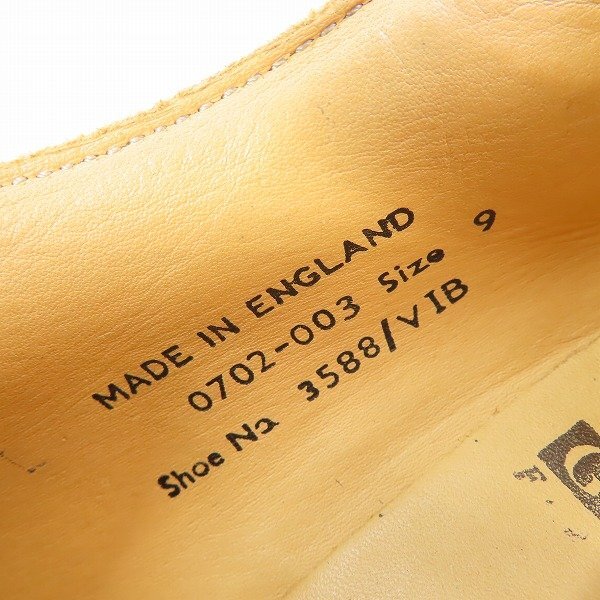 MADE IN ENGLAND
0702-003 Size 9
Shoe No. 3588/VIB